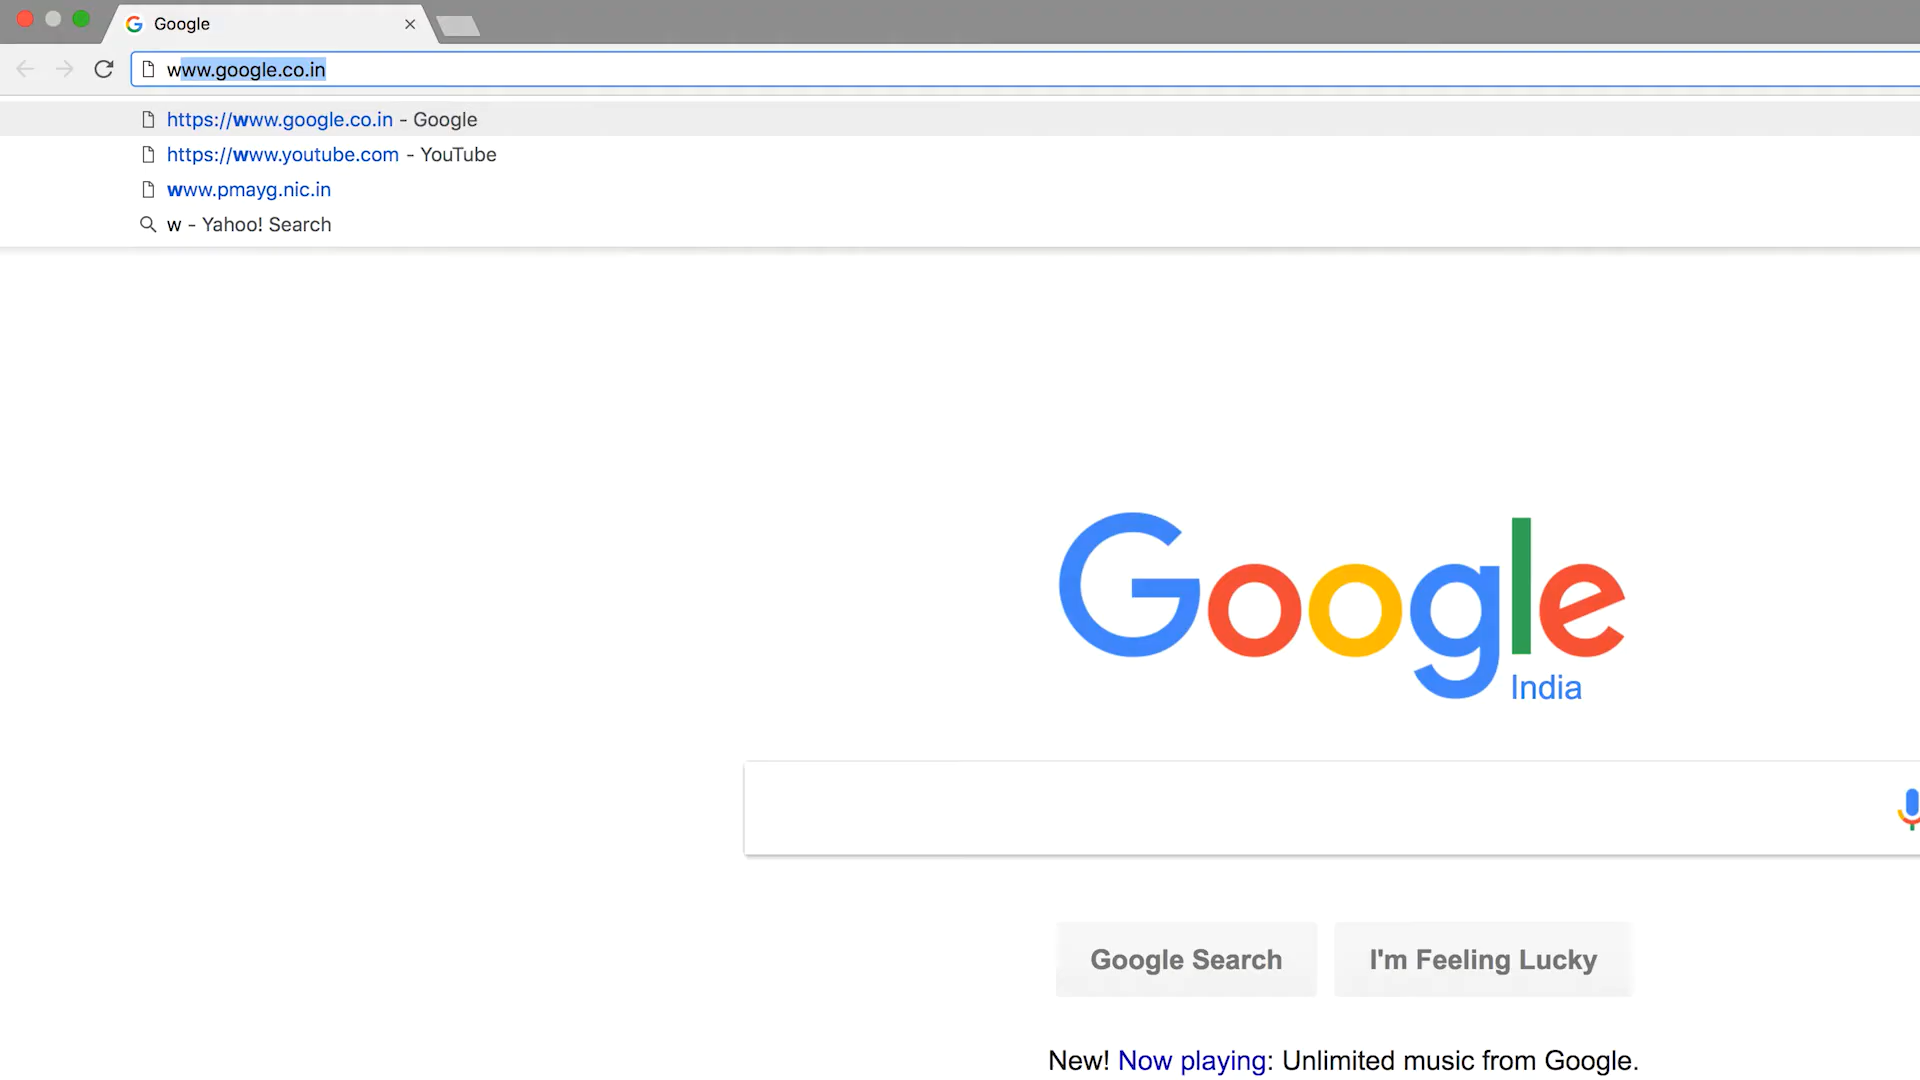 Google
www.google.co.in
https://www.google.co.in - Google
https://www.youtube.com - YouTube
www.pmayg.nic.in
w - Yahoo! Search
Google
India
Google Search
I'm Feeling Lucky
New! Now playing: Unlimited music from Google.